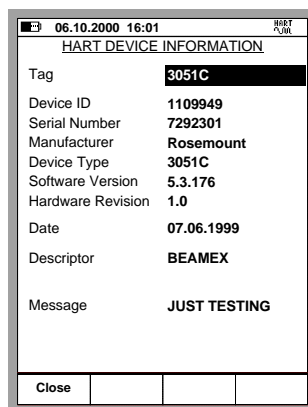 06.10.2000 16:01 HART
HART DEVICE INFORMATION
Tag 3051C
Device ID 1109949
Serial Number 7292301
Manufacturer Rosemount
Device Type 3051C
Software Version 5.3.176
Hardware Revision 1.0
Date 07.06.1999
Descriptor BEAMEX
Message JUST TESTING
Close